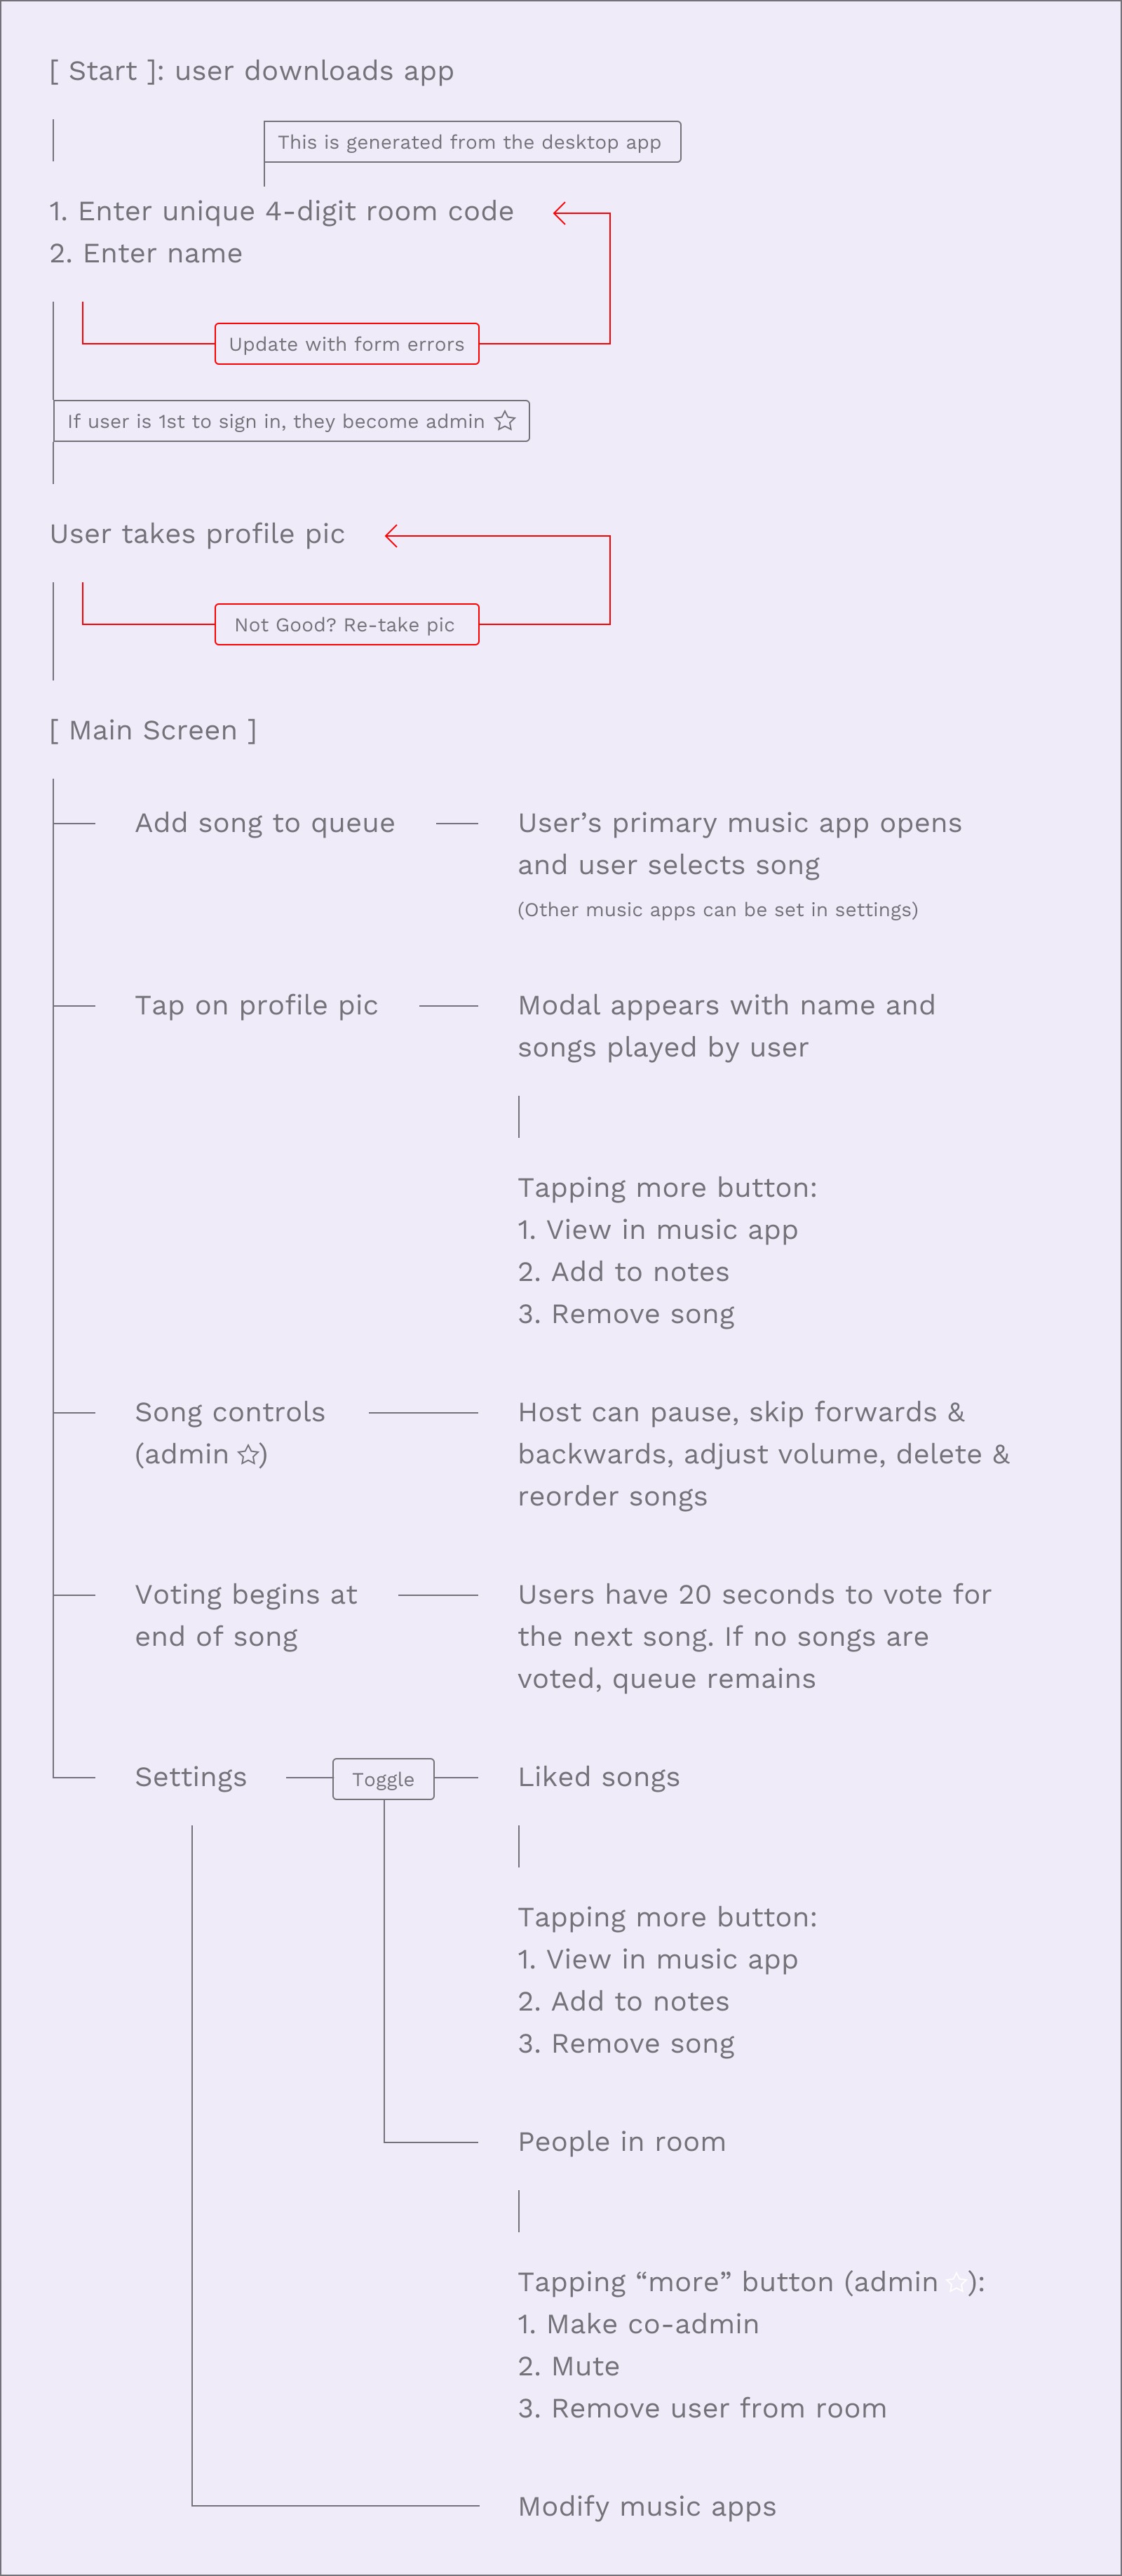 [ Start ]: user downloads app
This is generated from the desktop app
1. Enter unique 4-digit room code
2. Enter name
Update with form errors
If user is 1st to sign in, they become admin ☆
User takes profile pic
Not Good? Re-take pic
[ Main Screen ]
Add song to queue
User’s primary music app opens
and user selects song
(Other music apps can be set in settings)
Tap on profile pic
Modal appears with name and
songs played by user
Tapping more button:
1. View in music app
2. Add to notes
3. Remove song
Song controls
(admin ☆)
Host can pause, skip forwards &
backwards, adjust volume, delete &
reorder songs
Voting begins at
end of song
Users have 20 seconds to vote for
the next song. If no songs are
voted, queue remains
Settings
Toggle
Liked songs
Tapping more button:
1. View in music app
2. Add to notes
3. Remove song
People in room
Tapping “more” button (admin ☆):
1. Make co-admin
2. Mute
3. Remove user from room
Modify music apps